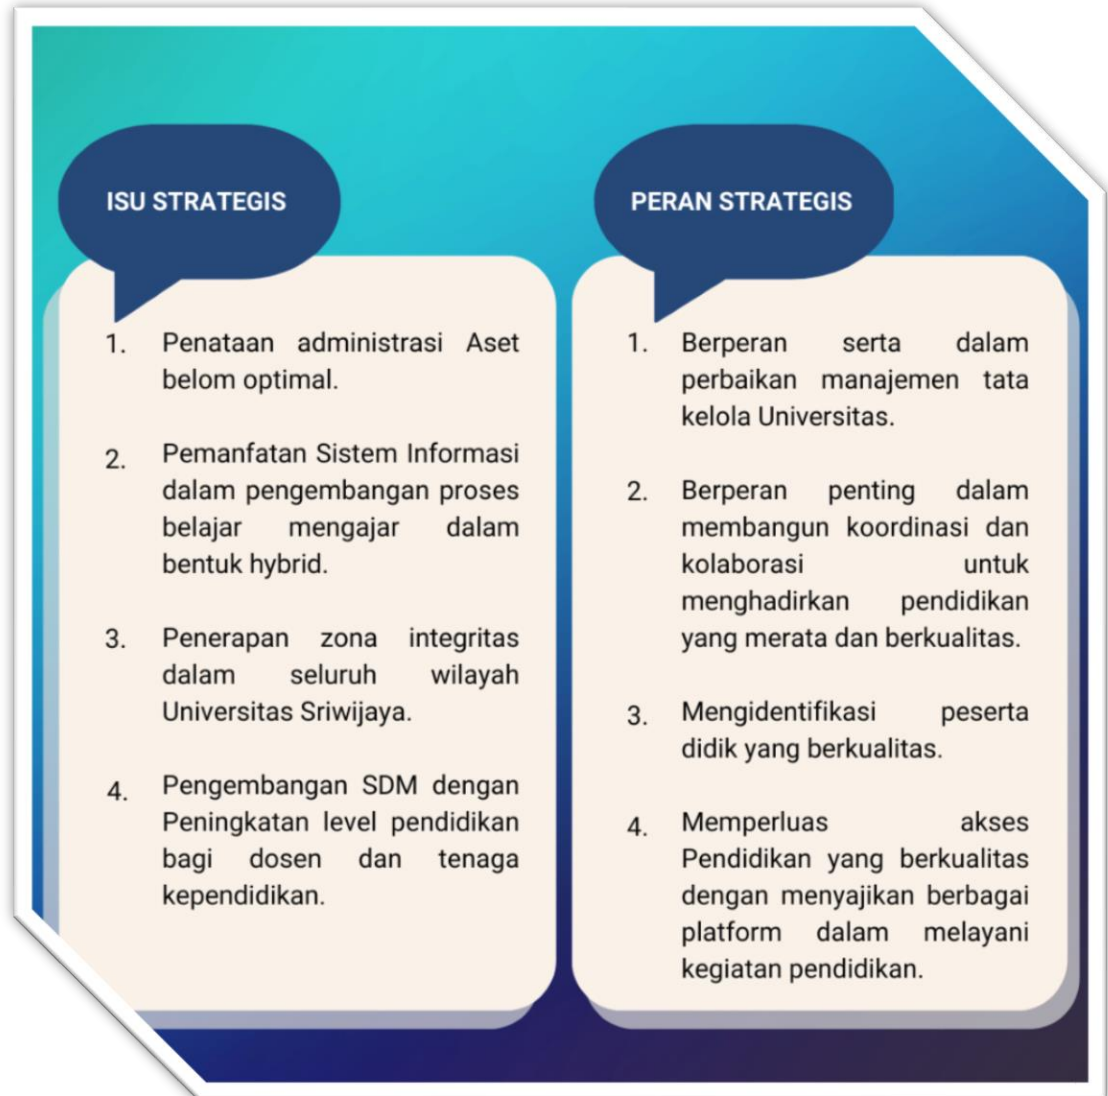 ISU STRATEGIS
1. Penataan administrasi Aset
belom optimal.
2. Pemanfatan Sistem Informasi
dalam pengembangan proses
belajar mengajar dalam
bentuk hybrid.
3. Penerapan zona integritas
dalam seluruh wilayah
Universitas Sriwijaya.
4. Pengembangan SDM dengan
Peningkatan level pendidikan
bagi dosen dan tenaga
kependidikan.
PERAN STRATEGIS
1. Berperan serta dalam
perbaikan manajemen tata
kelola Universitas.
2. Berperan penting dalam
membangun koordinasi dan
kolaborasi untuk
menghadirkan pendidikan
yang merata dan berkualitas.
3. Mengidentifikasi peserta
didik yang berkualitas.
4. Memperluas akses
Pendidikan yang berkualitas
dengan menyajikan berbagai
platform dalam melayani
kegiatan pendidikan.